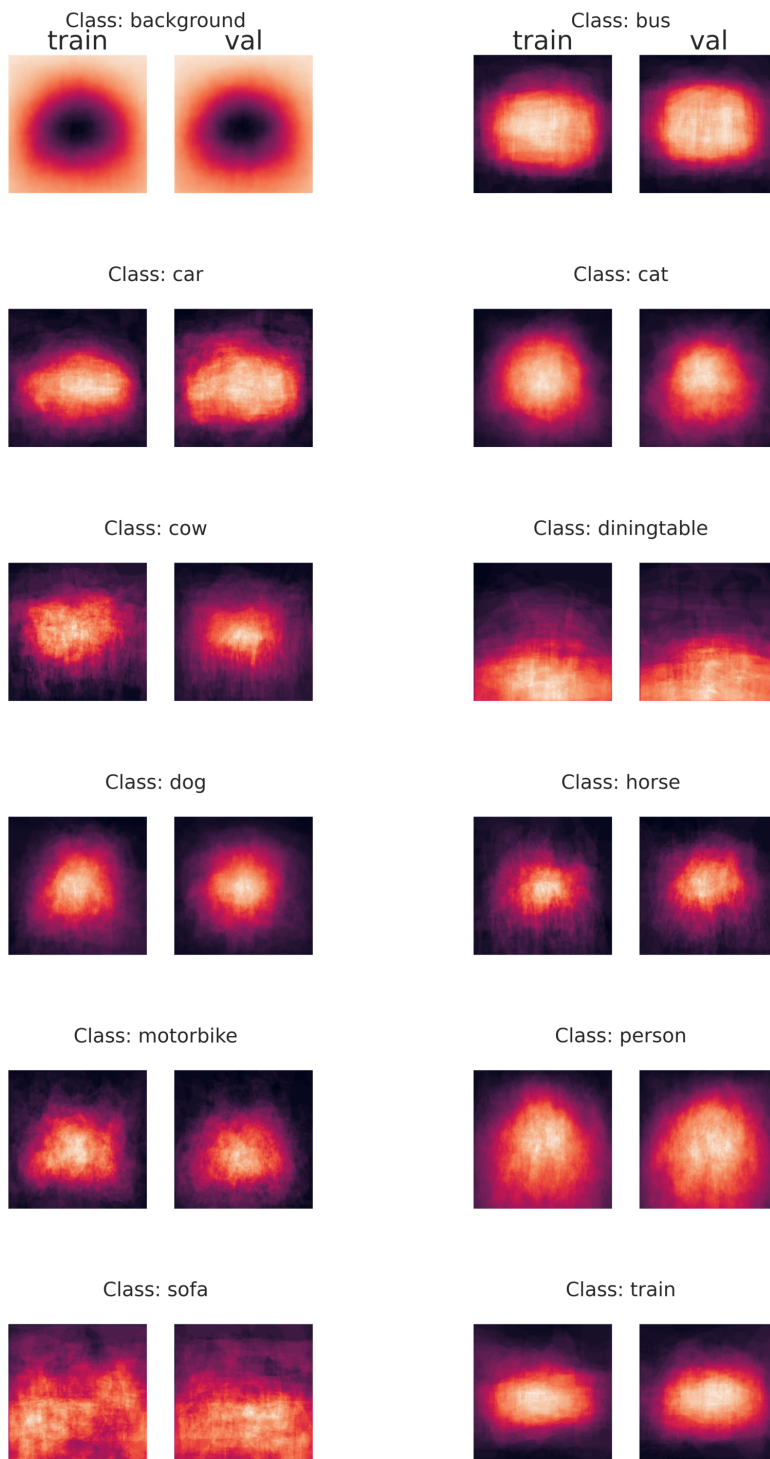 Class: background
train val
Class: bus
train val
Class: car
Class: cat
Class: cow
Class: diningtable
Class: dog
Class: horse
Class: motorbike
Class: person
Class: sofa
Class: train